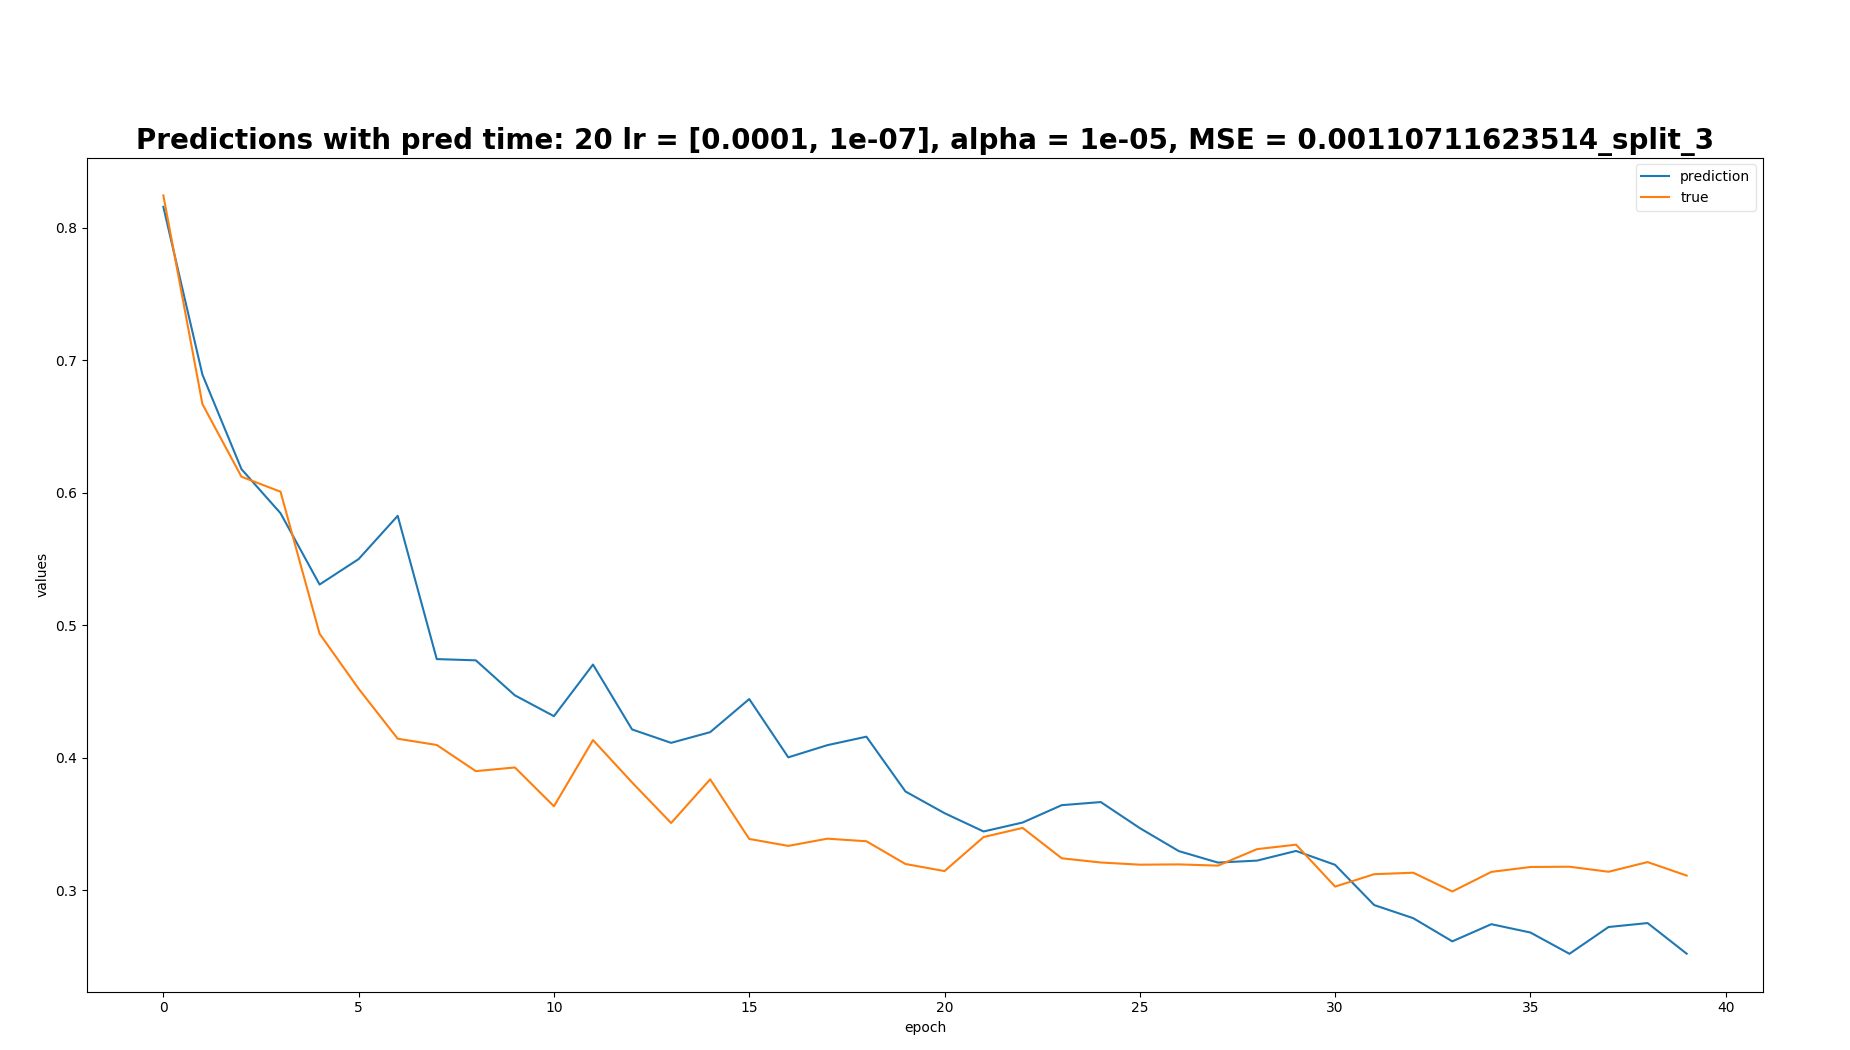 Predictions with pred time: 20 lr = [0.0001, 1e-07], alpha = 1e-05, MSE = 0.00110711623514_split_3
prediction
true
values
0.8
0.7
0.6
0.5
0.4
0.3
0 5 10 15 20 25 30 35 40
epoch